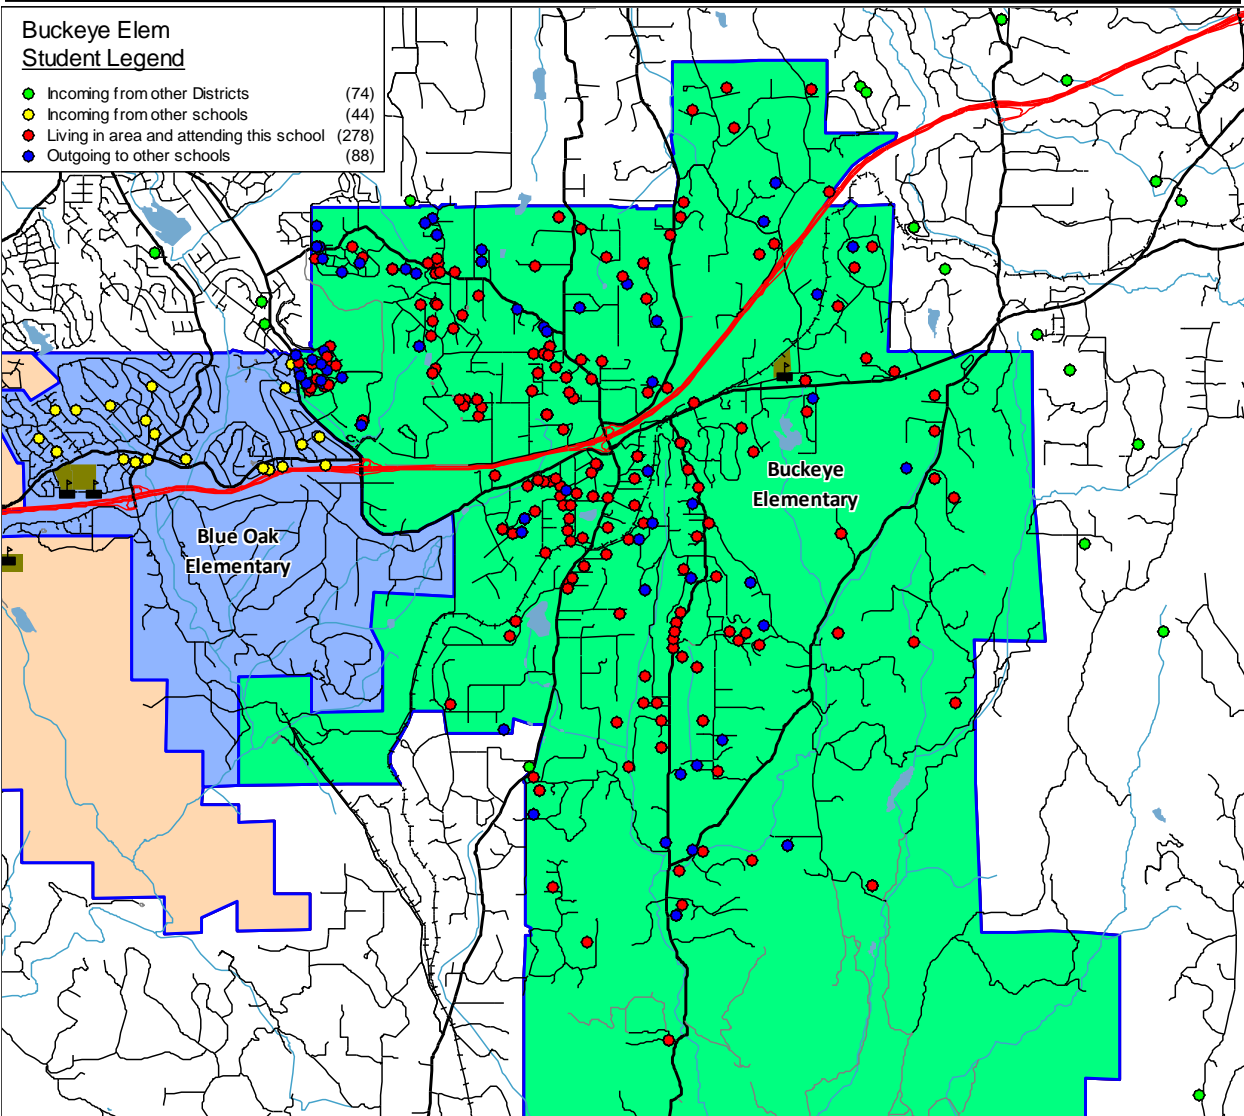 Buckeye Elem
Student Legend
Incoming from other Districts (74)
Incoming from other schools (44)
Living in area and attending this school (278)
Outgoing to other schools (88)
Buckeye
Elementary
Blue Oak
Elementary